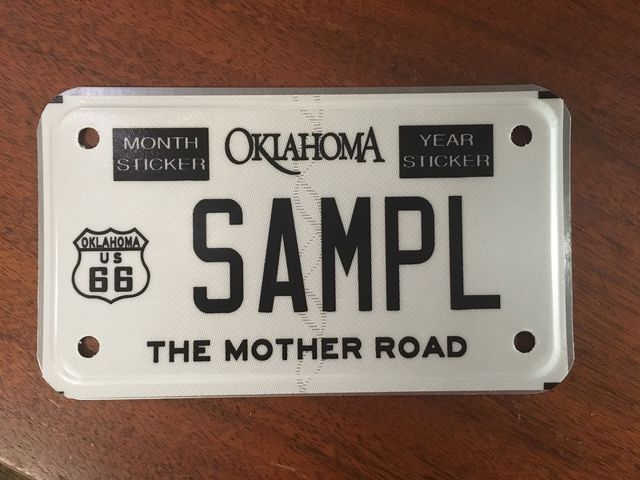 MONTH STICKER
OKLAHOMA
YEAR STICKER
OKLAHOMA
US
66
SAMPL
THE MOTHER ROAD